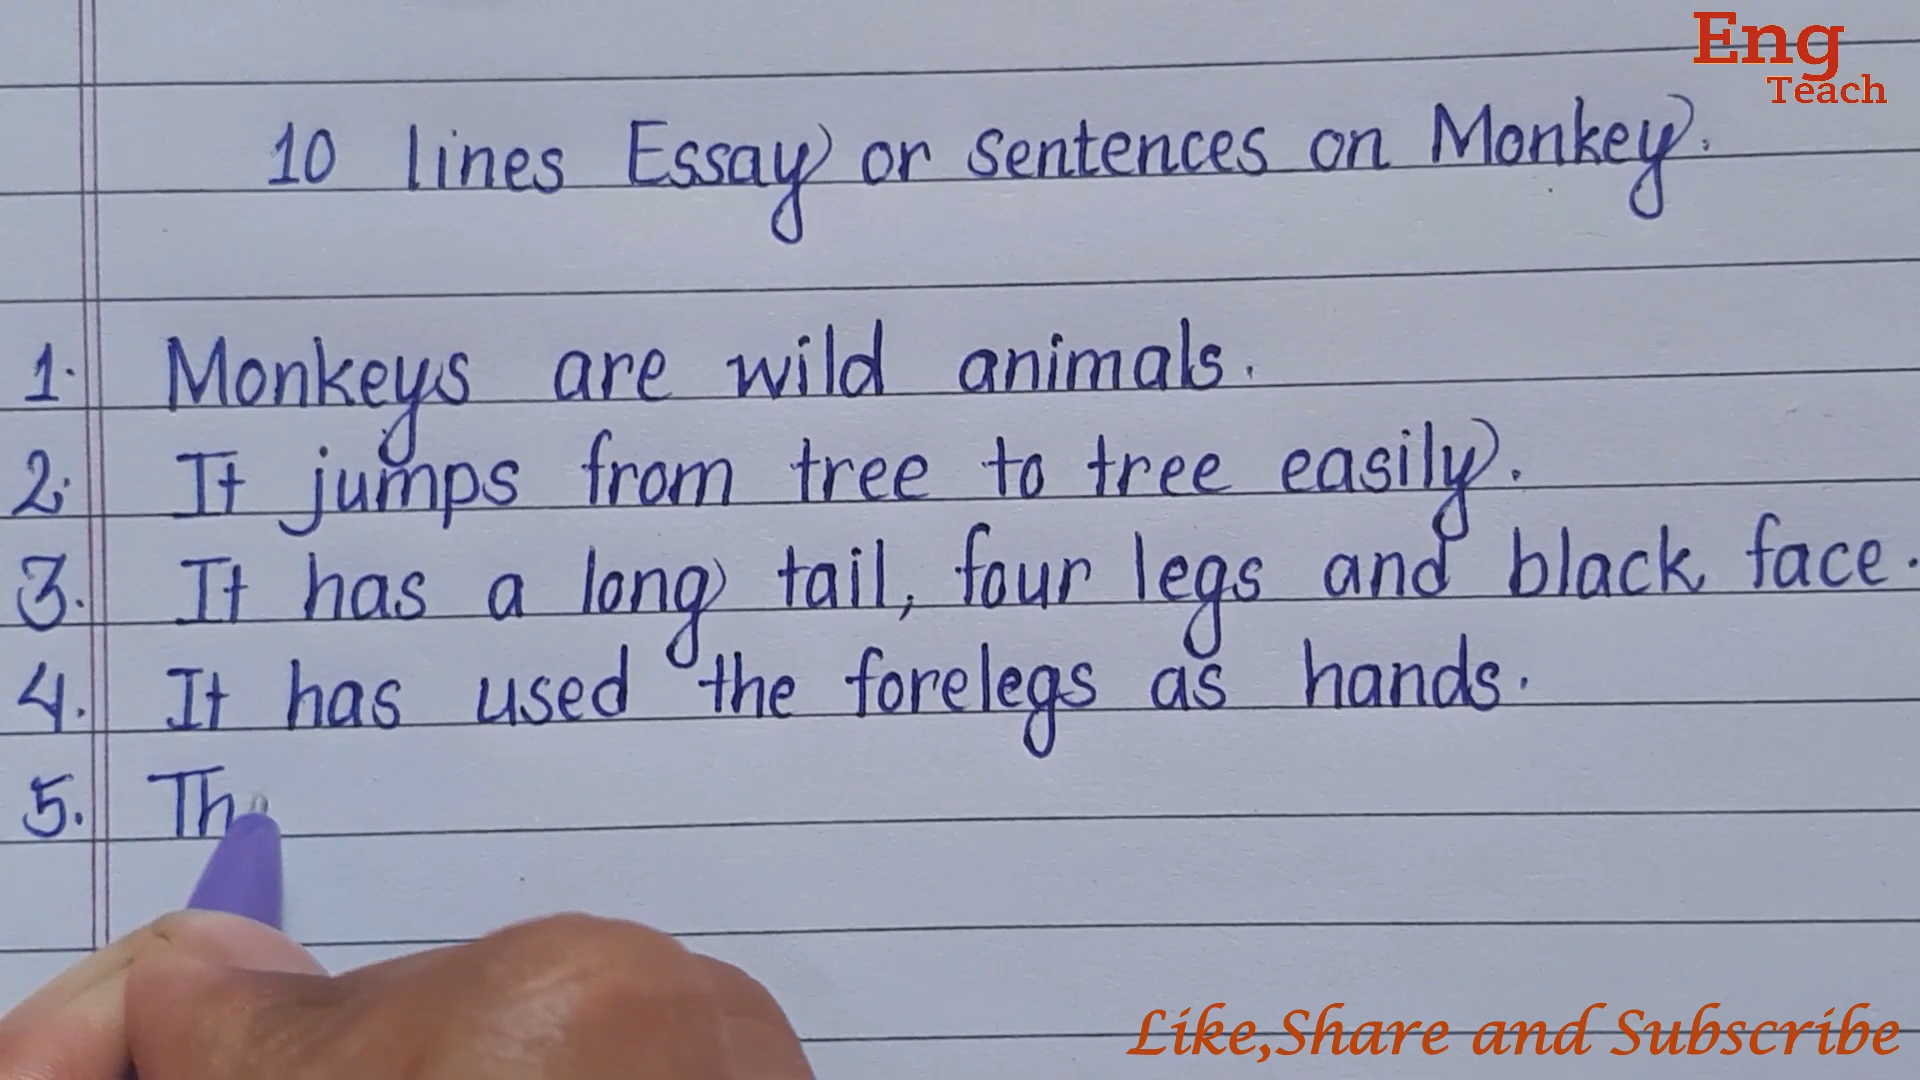 Eng
Teach
10 lines Essay or sentences on Monkey.
1. Monkeys are wild animals.
2. It jumps from tree to tree easily.
3. It has a long tail, four legs and black face.
4. It has used the forelegs as hands.
5. Th
Like,Share and Subscribe